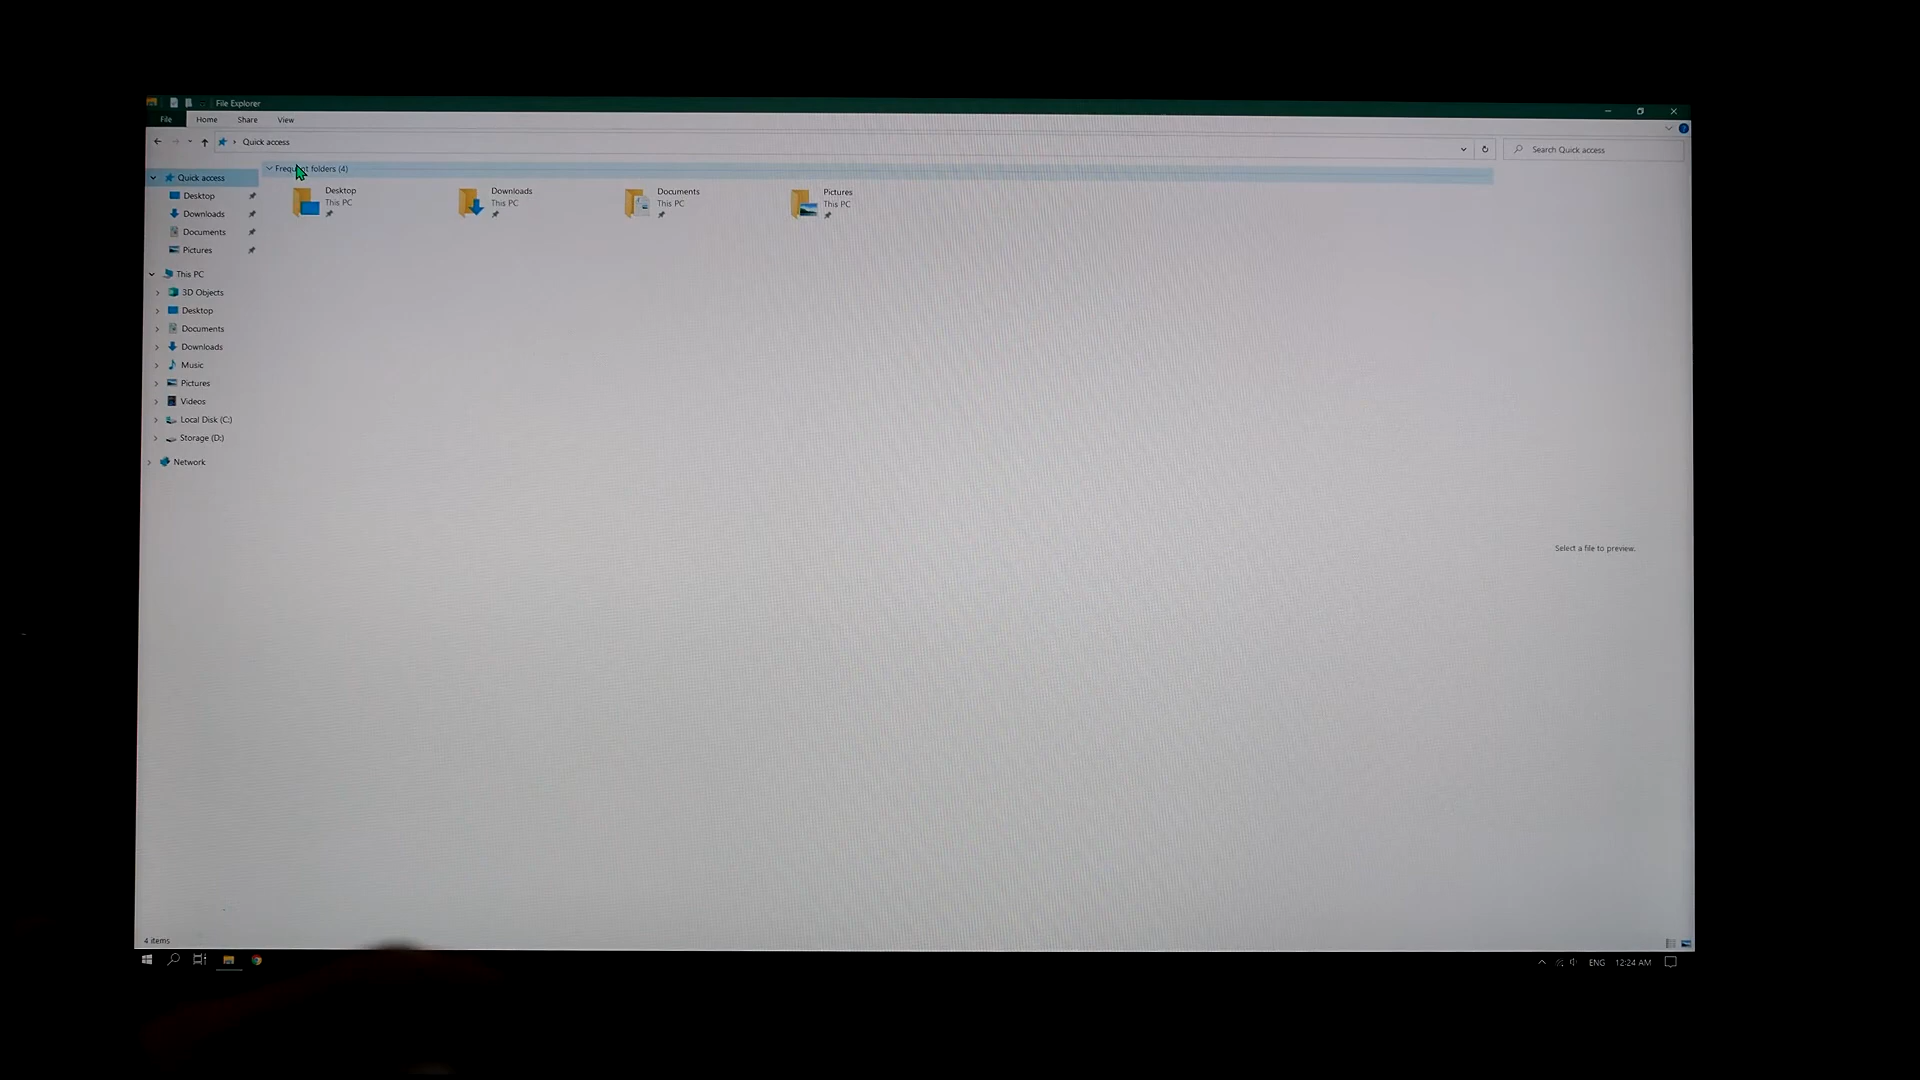 File Explorer
File Home Share View
Quick access
Search Quick access
Frequent folders (4)
Quick access
Desktop
Downloads
Documents
Pictures
This PC
3D Objects
Desktop
Documents
Downloads
Music
Pictures
Videos
Local Disk (C:)
Storage (D:)
Network
Desktop
This PC
Downloads
This PC
Documents
This PC
Pictures
This PC
Select a file to preview.
4 items
ENG 12:24 AM